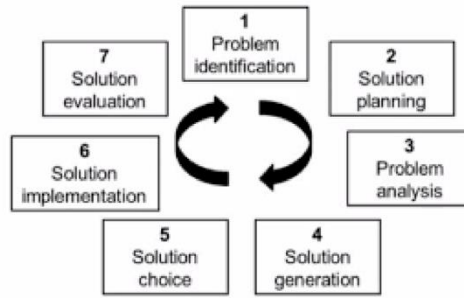 1
Problem
identification
2
Solution
planning
3
Problem
analysis
4
Solution
generation
5
Solution
choice
6
Solution
implementation
7
Solution
evaluation